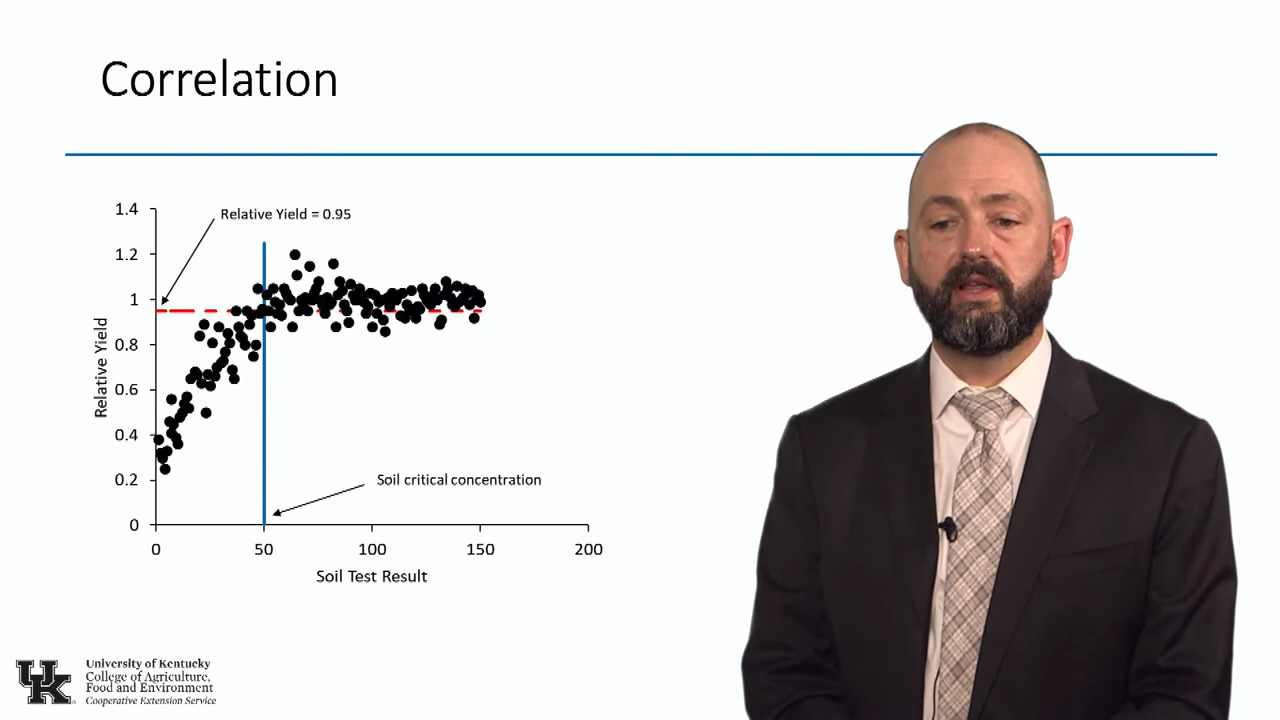 Correlation
1.4
Relative Yield = 0.95
1.2
1
0.8
0.6
0.4
0.2
0
Relative Yield
Soil critical concentration
0 50 100 150 200
Soil Test Result
UK
University of Kentucky
College of Agriculture,
Food and Environment
Cooperative Extension Service